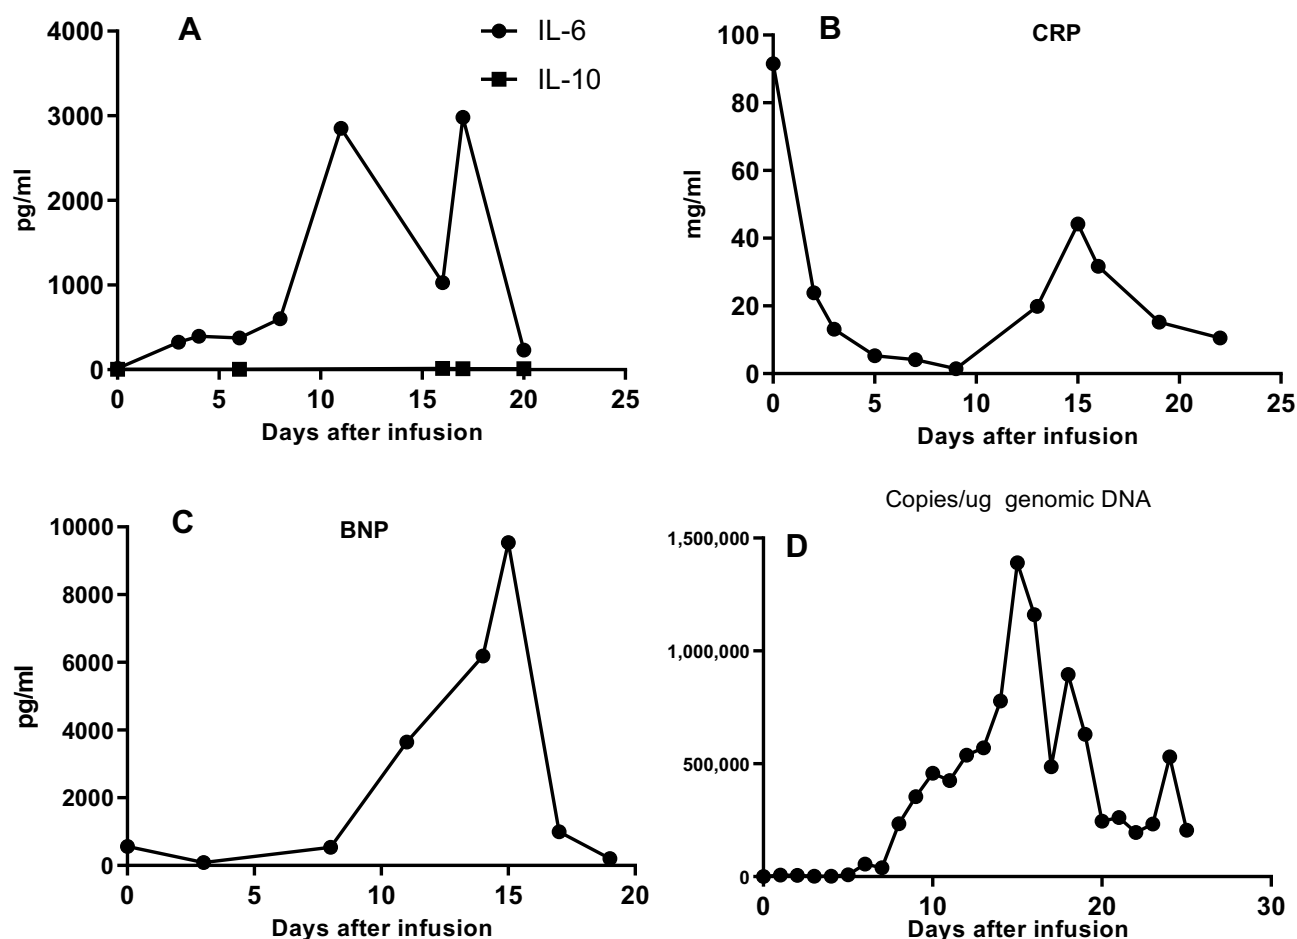 A
IL-6
IL-10
4000
3000
2000
1000
0
pg/ml
0 5 10 15 20 25
Days after infusion
B
CRP
100
80
60
40
20
0
mg/ml
0 5 10 15 20 25
Days after infusion
C
BNP
10000
8000
6000
4000
2000
0
pg/ml
0 5 10 15 20
Days after infusion
Copies/ug genomic DNA
D
1,500,000
1,000,000
500,000
0
0 10 20 30
Days after infusion